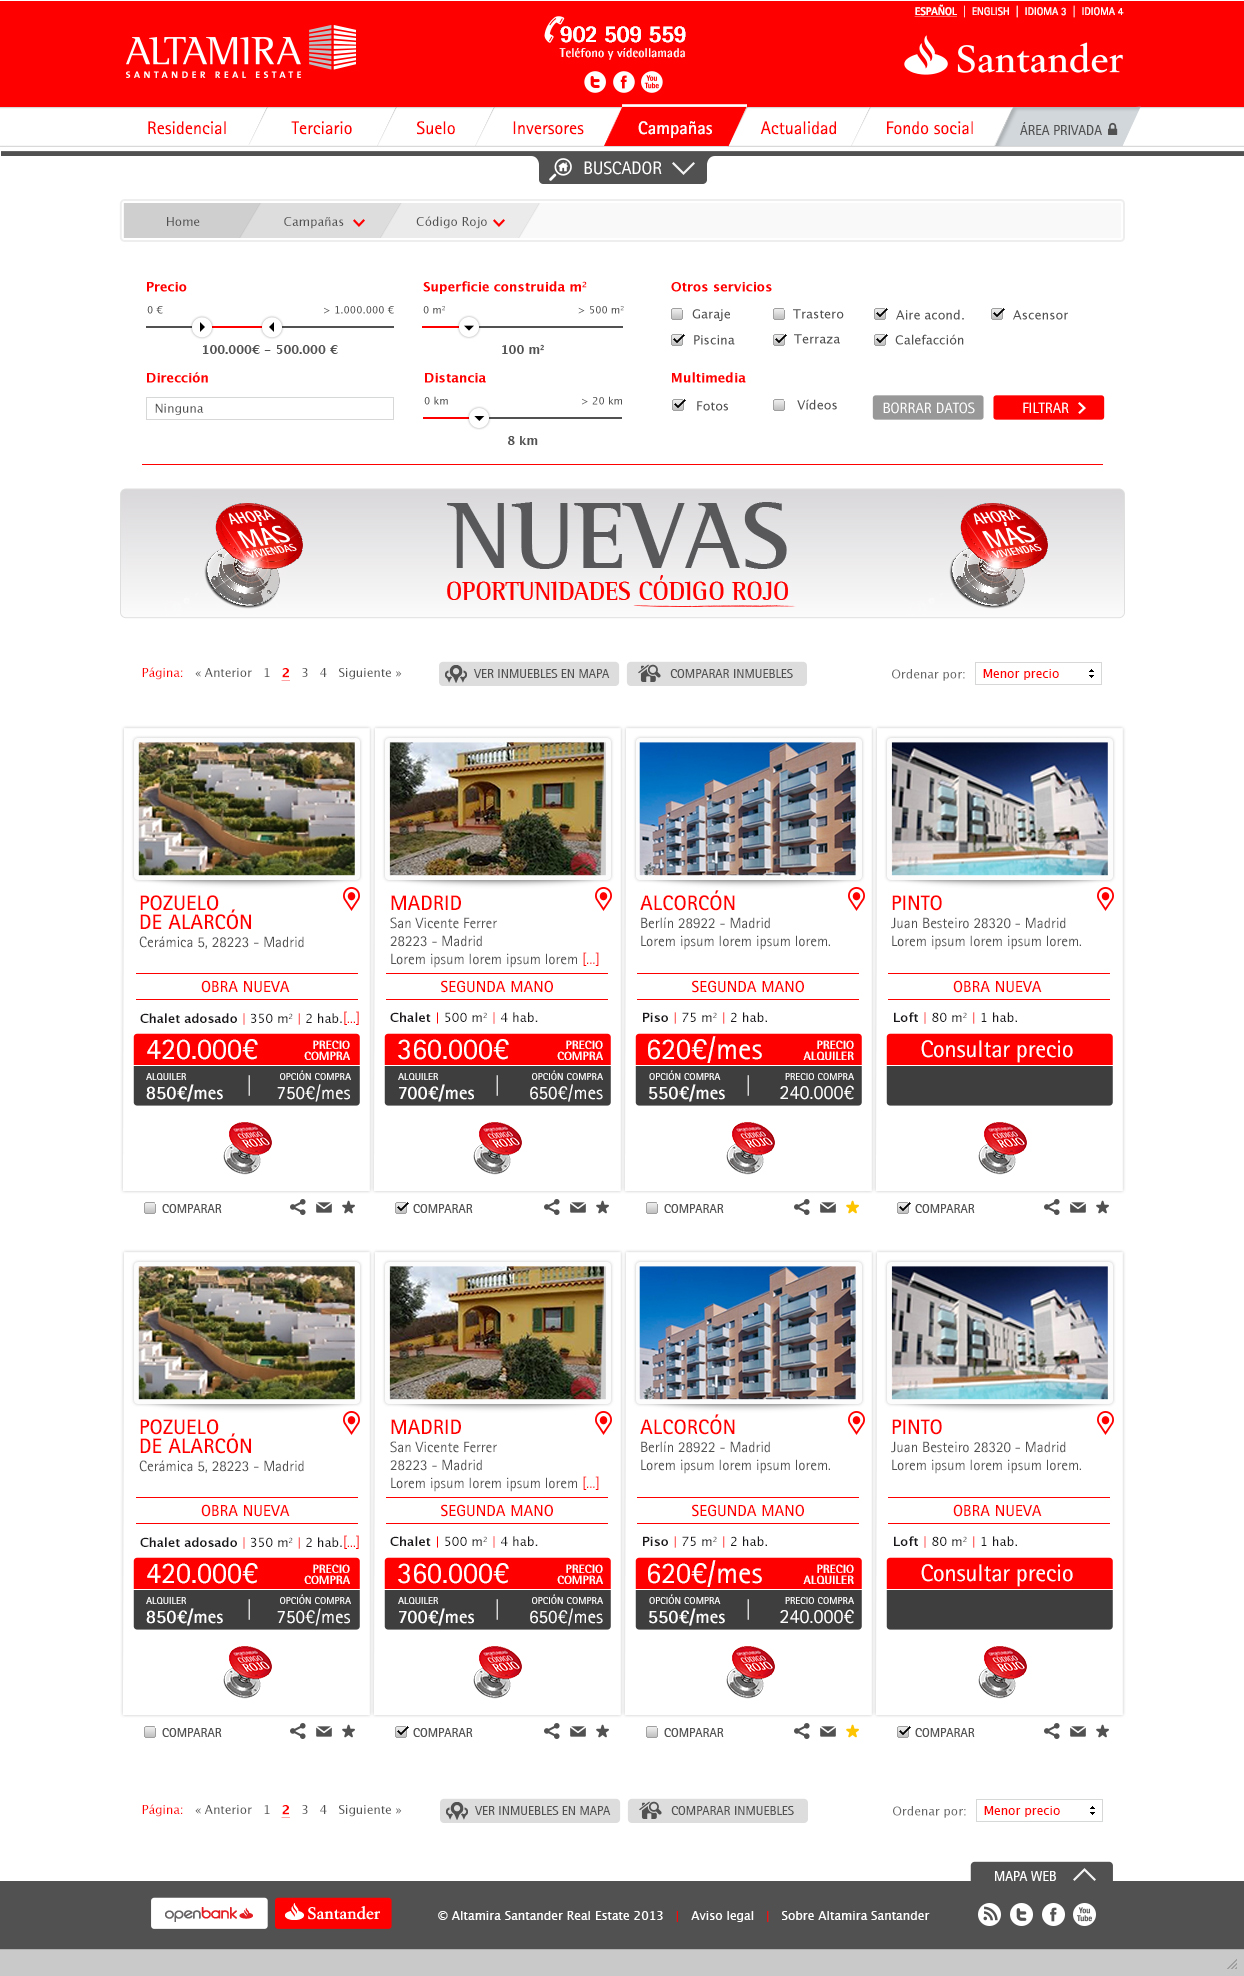 ESPAÑOL | ENGLISH | IDIOMA 3 | IDIOMA 4
ALTAMIRA
SANTANDER REAL ESTATE
902 509 559
Teléfono y vídeollamada
You Tube
Santander
Residencial Terciario Suelo Inversores Campañas Actualidad Fondo social ÁREA PRIVADA
BUSCADOR
Home Campañas Código Rojo
Precio Superficie construida m² Otros servicios
0 € > 1.000.000 € 0 m² > 500 m² Garaje Trastero Aire acond. Ascensor
100.000€ – 500.000 € 100 m² Piscina Terraza Calefacción
Dirección Distancia Multimedia
Ninguna 0 km > 20 km Fotos Vídeos BORRAR DATOS FILTRAR
8 km
AHORA MÁS VIVIENDAS
NUEVAS
OPORTUNIDADES CÓDIGO ROJO
AHORA MÁS VIVIENDAS
Página: « Anterior 1 2 3 4 Siguiente » VER INMUEBLES EN MAPA COMPARAR INMUEBLES Ordenar por: Menor precio
POZUELO
DE ALARCÓN
Cerámica 5, 28223 - Madrid
OBRA NUEVA
Chalet adosado | 350 m² | 2 hab.[...]
420.000€ PRECIO COMPRA
ALQUILER OPCIÓN COMPRA
850€/mes | 750€/mes
CÓDIGO ROJO
COMPARAR
MADRID
San Vicente Ferrer
28223 - Madrid
Lorem ipsum lorem ipsum lorem [...]
SEGUNDA MANO
Chalet | 500 m² | 4 hab.
360.000€ PRECIO COMPRA
ALQUILER OPCIÓN COMPRA
700€/mes | 650€/mes
CÓDIGO ROJO
COMPARAR
ALCORCÓN
Berlín 28922 - Madrid
Lorem ipsum lorem ipsum lorem.
SEGUNDA MANO
Piso | 75 m² | 2 hab.
620€/mes PRECIO ALQUILER
OPCIÓN COMPRA PRECIO COMPRA
550€/mes | 240.000€
CÓDIGO ROJO
COMPARAR
PINTO
Juan Besteiro 28320 - Madrid
Lorem ipsum lorem ipsum lorem.
OBRA NUEVA
Loft | 80 m² | 1 hab.
Consultar precio
CÓDIGO ROJO
COMPARAR
POZUELO
DE ALARCÓN
Cerámica 5, 28223 - Madrid
OBRA NUEVA
Chalet adosado | 350 m² | 2 hab.[...]
420.000€ PRECIO COMPRA
ALQUILER OPCIÓN COMPRA
850€/mes | 750€/mes
CÓDIGO ROJO
COMPARAR
MADRID
San Vicente Ferrer
28223 - Madrid
Lorem ipsum lorem ipsum lorem [...]
SEGUNDA MANO
Chalet | 500 m² | 4 hab.
360.000€ PRECIO COMPRA
ALQUILER OPCIÓN COMPRA
700€/mes | 650€/mes
CÓDIGO ROJO
COMPARAR
ALCORCÓN
Berlín 28922 - Madrid
Lorem ipsum lorem ipsum lorem.
SEGUNDA MANO
Piso | 75 m² | 2 hab.
620€/mes PRECIO ALQUILER
OPCIÓN COMPRA PRECIO COMPRA
550€/mes | 240.000€
CÓDIGO ROJO
COMPARAR
PINTO
Juan Besteiro 28320 - Madrid
Lorem ipsum lorem ipsum lorem.
OBRA NUEVA
Loft | 80 m² | 1 hab.
Consultar precio
CÓDIGO ROJO
COMPARAR
Página: « Anterior 1 2 3 4 Siguiente » VER INMUEBLES EN MAPA COMPARAR INMUEBLES Ordenar por: Menor precio
MAPA WEB
openbank Santander © Altamira Santander Real Estate 2013 | Aviso legal | Sobre Altamira Santander You Tube